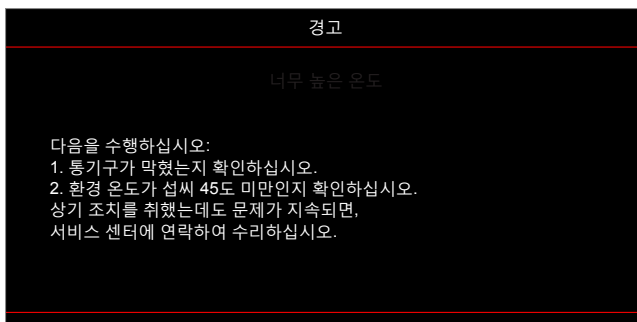 경고
너무 높은 온도
다음을 수행하십시오:
1. 통기구가 막혔는지 확인하십시오.
2. 환경 온도가 섭씨 45도 미만인지 확인하십시오.
상기 조치를 취했는데도 문제가 지속되면,
서비스 센터에 연락하여 수리하십시오.